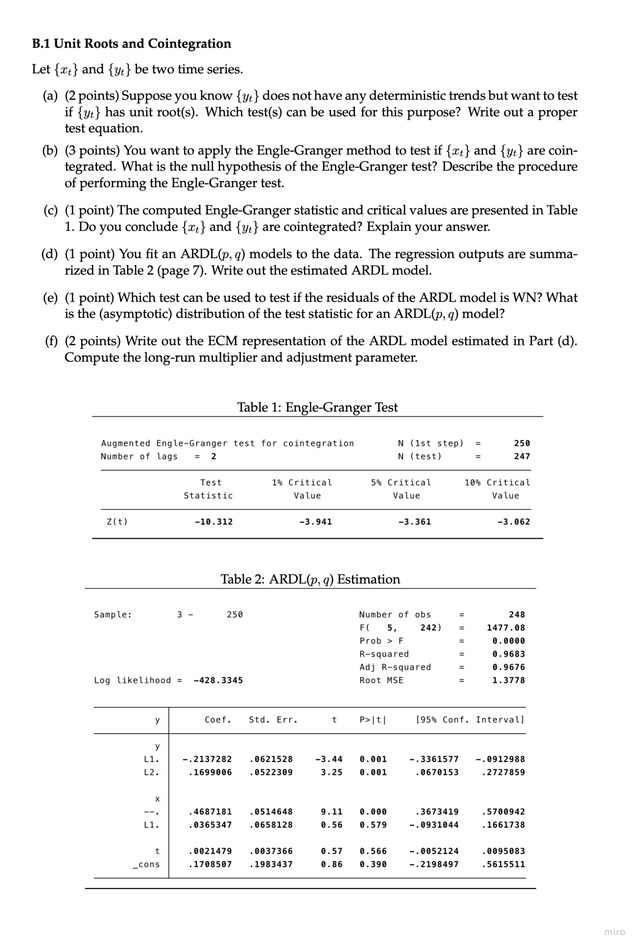 B.1 Unit Roots and Cointegration
Let {x_t} and {y_t} be two time series.
(a) (2 points) Suppose you know {y_t} does not have any deterministic trends but want to test
if {y_t} has unit root(s). Which test(s) can be used for this purpose? Write out a proper
test equation.
(b) (3 points) You want to apply the Engle-Granger method to test if {x_t} and {y_t} are coin-
tegrated. What is the null hypothesis of the Engle-Granger test? Describe the procedure
of performing the Engle-Granger test.
(c) (1 point) The computed Engle-Granger statistic and critical values are presented in Table
1. Do you conclude {x_t} and {y_t} are cointegrated? Explain your answer.
(d) (1 point) You fit an ARDL(p, q) models to the data. The regression outputs are summa-
rized in Table 2 (page 7). Write out the estimated ARDL model.
(e) (1 point) Which test can be used to test if the residuals of the ARDL model is WN? What
is the (asymptotic) distribution of the test statistic for an ARDL(p, q) model?
(f) (2 points) Write out the ECM representation of the ARDL model estimated in Part (d).
Compute the long-run multiplier and adjustment parameter.
Table 1: Engle-Granger Test
Augmented Engle-Granger test for cointegration N (1st step) = 250
Number of lags = 2 N (test) = 247
Test 1% Critical 5% Critical 10% Critical
Statistic Value Value Value
Z(t) -10.312 -3.941 -3.361 -3.062
Table 2: ARDL(p, q) Estimation
Sample: 3 - 250 Number of obs = 248
F( 5, 242) = 1477.08
Prob > F = 0.0000
R-squared = 0.9683
Adj R-squared = 0.9676
Log likelihood = -428.3345 Root MSE = 1.3778
y Coef. Std. Err. t P>|t| [95% Conf. Interval]
y
L1. -.2137282 .0621528 -3.44 0.001 -.3361577 -.0912988
L2. .1699006 .0522309 3.25 0.001 .0670153 .2727859
x
--. .4687181 .0514648 9.11 0.000 .3673419 .5700942
L1. .0365347 .0658128 0.56 0.579 -.0931044 .1661738
t .0021479 .0037366 0.57 0.566 -.0052124 .0095083
_cons .1708507 .1983437 0.86 0.390 -.2198497 .5615511
miro